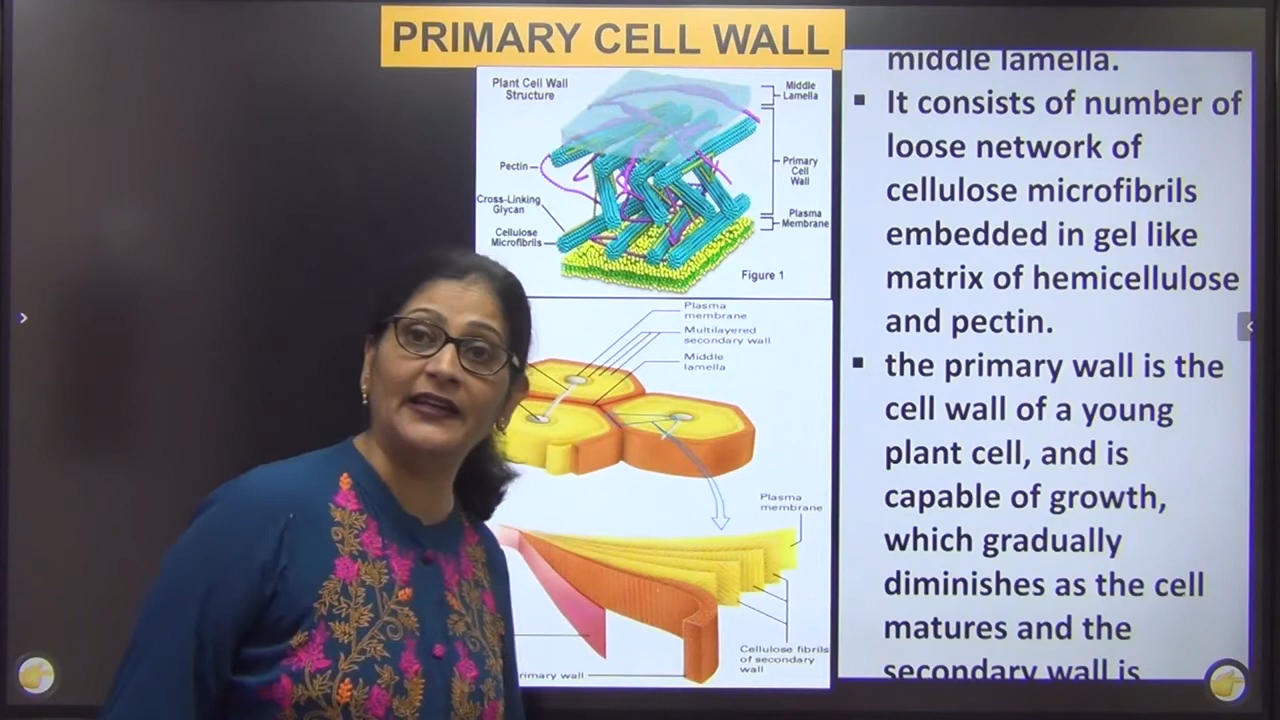 PRIMARY CELL WALL
Plant Cell Wall
Structure
Middle
Lamella
Pectin
Primary
Cell
Wall
Cross-Linking
Glycan
Plasma
Membrane
Cellulose
Microfibrils
Figure 1
Plasma
membrane
Multilayered
secondary wall
Middle
lamella
Plasma
membrane
Cellulose fibrils
of secondary
wall
rimary wall
middle lamella.
▪ It consists of number of
loose network of
cellulose microfibrils
embedded in gel like
matrix of hemicellulose
and pectin.
▪ the primary wall is the
cell wall of a young
plant cell, and is
capable of growth,
which gradually
diminishes as the cell
matures and the
secondary wall is